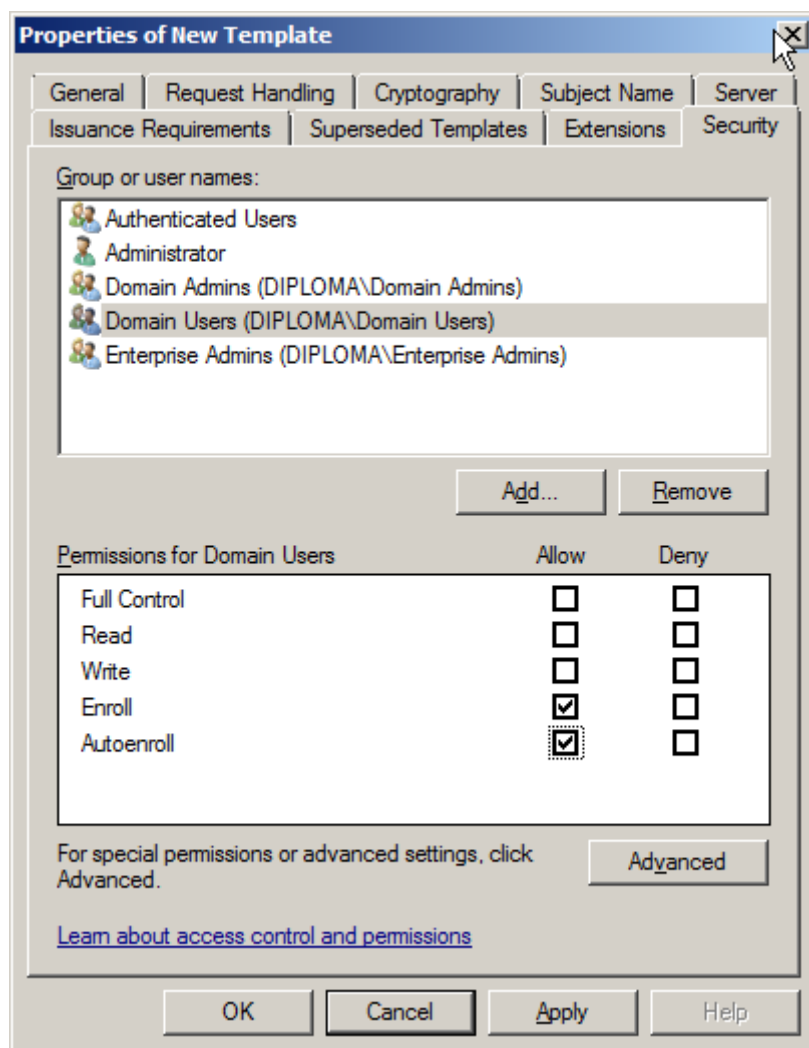 Properties of New Template
General Request Handling Cryptography Subject Name Server
Issuance Requirements Superseded Templates Extensions Security
Group or user names:
Authenticated Users
Administrator
Domain Admins (DIPLOMA\Domain Admins)
Domain Users (DIPLOMA\Domain Users)
Enterprise Admins (DIPLOMA\Enterprise Admins)
Add... Remove
Permissions for Domain Users Allow Deny
Full Control
Read
Write
Enroll
Autoenroll
For special permissions or advanced settings, click
Advanced.
Advanced
Learn about access control and permissions
OK Cancel Apply Help